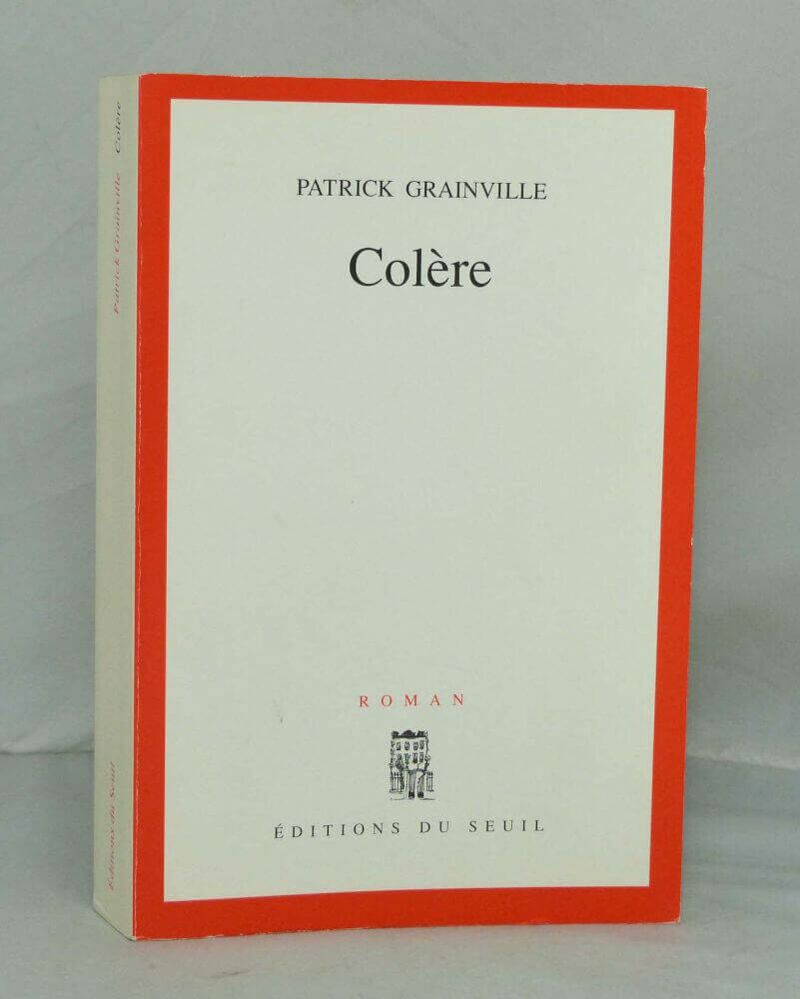 PATRICK GRAINVILLE
Colère
ROMAN
ÉDITIONS DU SEUIL
Éditions du Seuil Patrick Grainville Colère